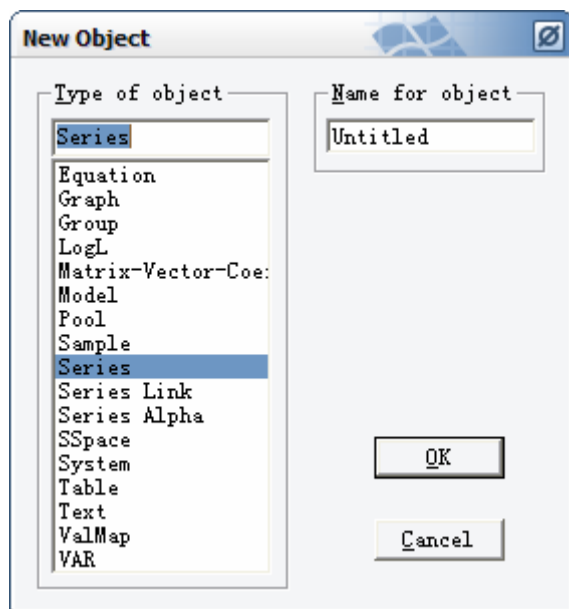 New Object
Type of object
Name for object
Series
Untitled
Equation
Graph
Group
LogL
Matrix-Vector-Coe
Model
Pool
Sample
Series
Series Link
Series Alpha
SSpace
System
Table
Text
ValMap
VAR
OK
Cancel